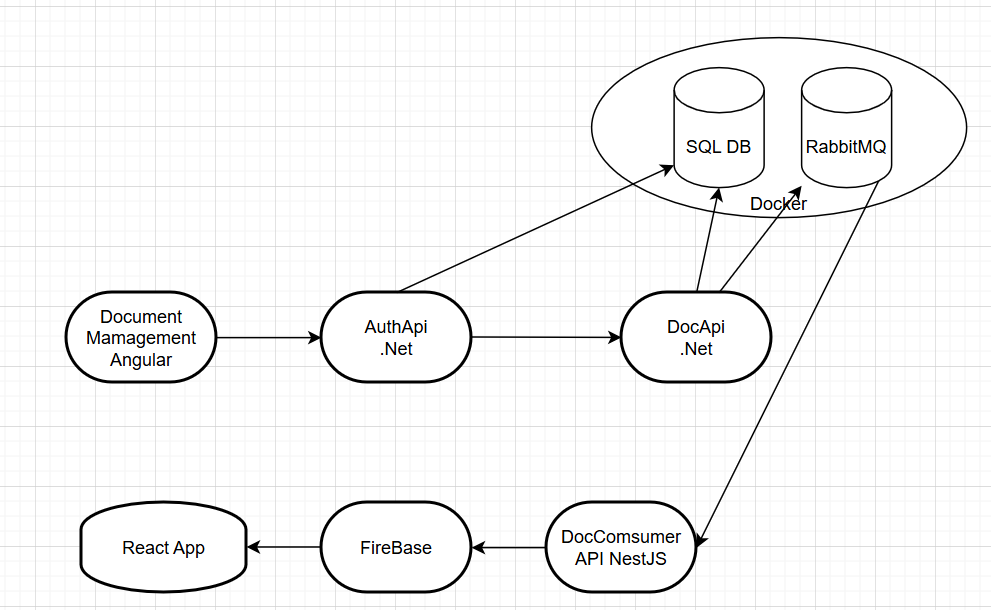 SQL DB
RabbitMQ
Docker
Document
Mamagement
Angular
AuthApi
.Net
DocApi
.Net
React App
FireBase
DocComsumer
API NestJS